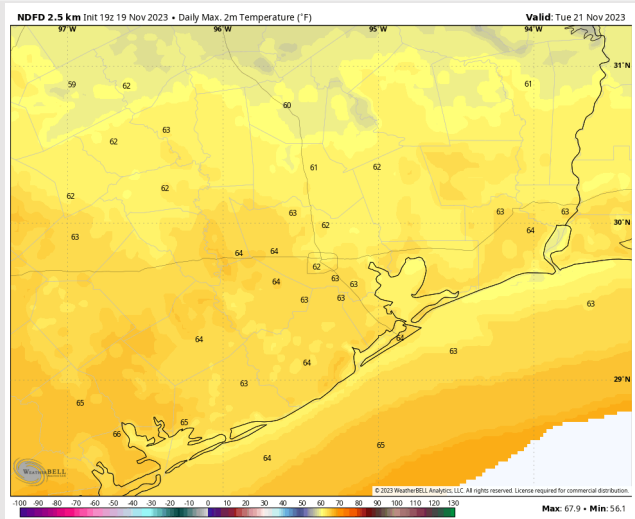 NDFD 2.5 km Init 19z 19 Nov 2023 • Daily Max. 2m Temperature (°F)
Valid: Tue 21 Nov 2023
97°W 96°W 95°W 94°W
31°N
59 62 61
60
63
62
61 62
62 62
63 63 63
62 64
30°N
63
64 64
62
64 63 63
63 63
63
64 64
63
64
29°N
63
65
65
66
65
64
WEATHERBELL
© 2023 WeatherBELL Analytics, LLC. All rights reserved. License required for commercial distribution.
-100 -90 -80 -70 -60 -50 -40 -30 -20 -10 0 10 20 30 40 50 60 70 80 90 100 110 120 130
Max: 67.9 • Min: 56.1